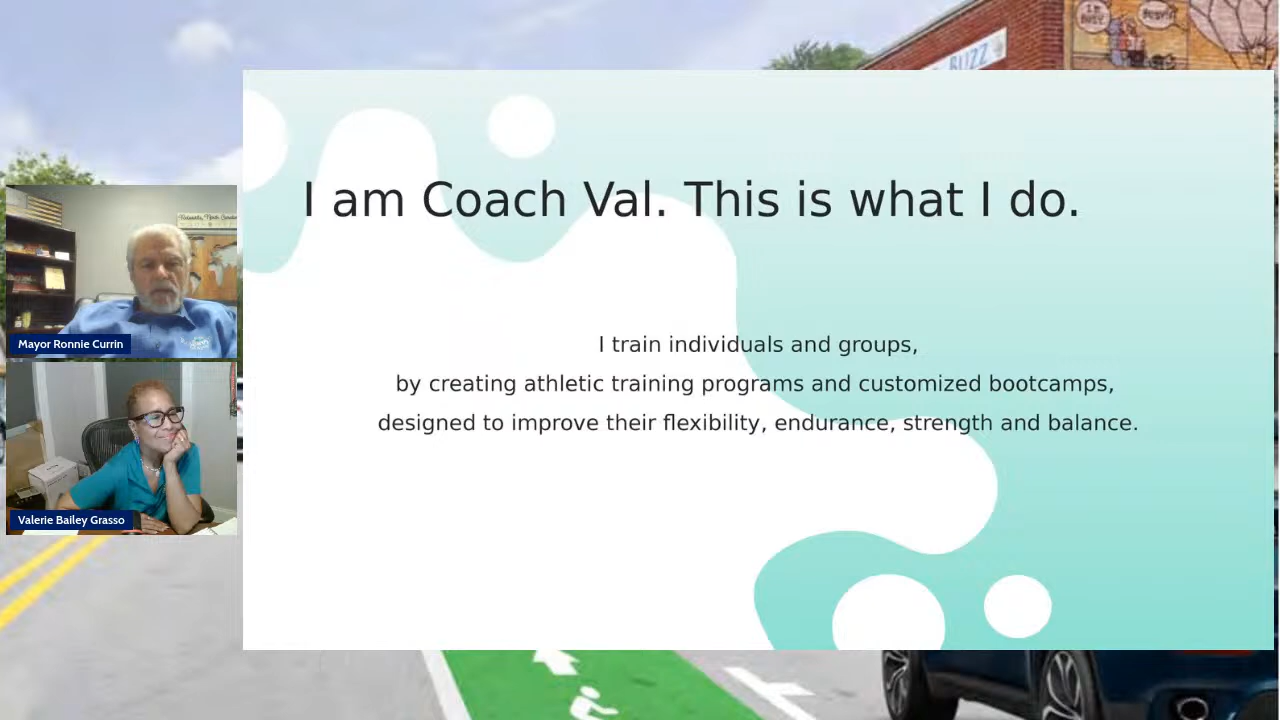 I'M
BUSY.
BUZZ
I am Coach Val. This is what I do.
I train individuals and groups,
by creating athletic training programs and customized bootcamps,
designed to improve their flexibility, endurance, strength and balance.
Mayor Ronnie Currin
Valerie Bailey Grasso